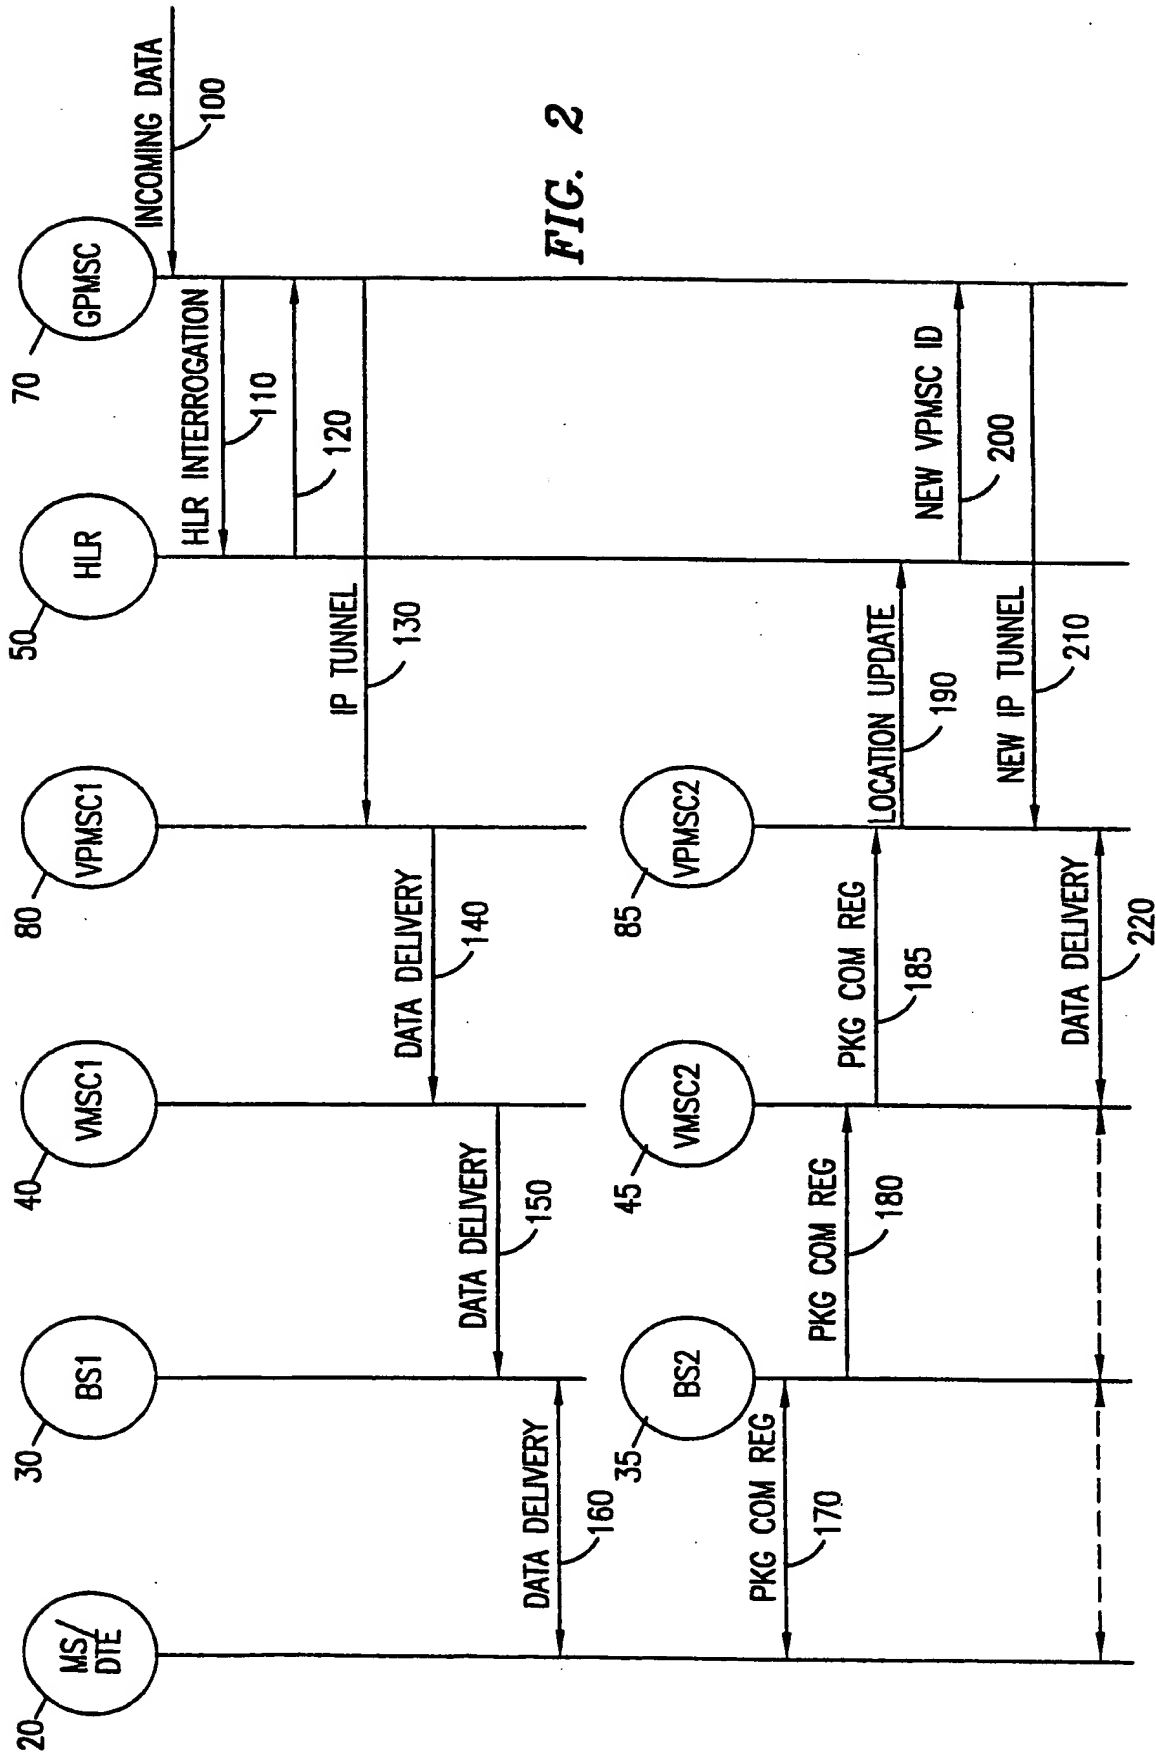 20
MS/
DTE
30
BS1
40
VMSC1
80
VPMSC1
50
HLR
70
GPMSC
INCOMING DATA
100
HLR INTERROGATION
110
120
IP TUNNEL
130
DATA DELIVERY
140
DATA DELIVERY
150
DATA DELIVERY
160
FIG. 2
35
BS2
45
VMSC2
85
VPMSC2
PKG COM REG
170
PKG COM REG
180
PKG COM REG
185
LOCATION UPDATE
190
NEW VPMSC ID
200
NEW IP TUNNEL
210
DATA DELIVERY
220